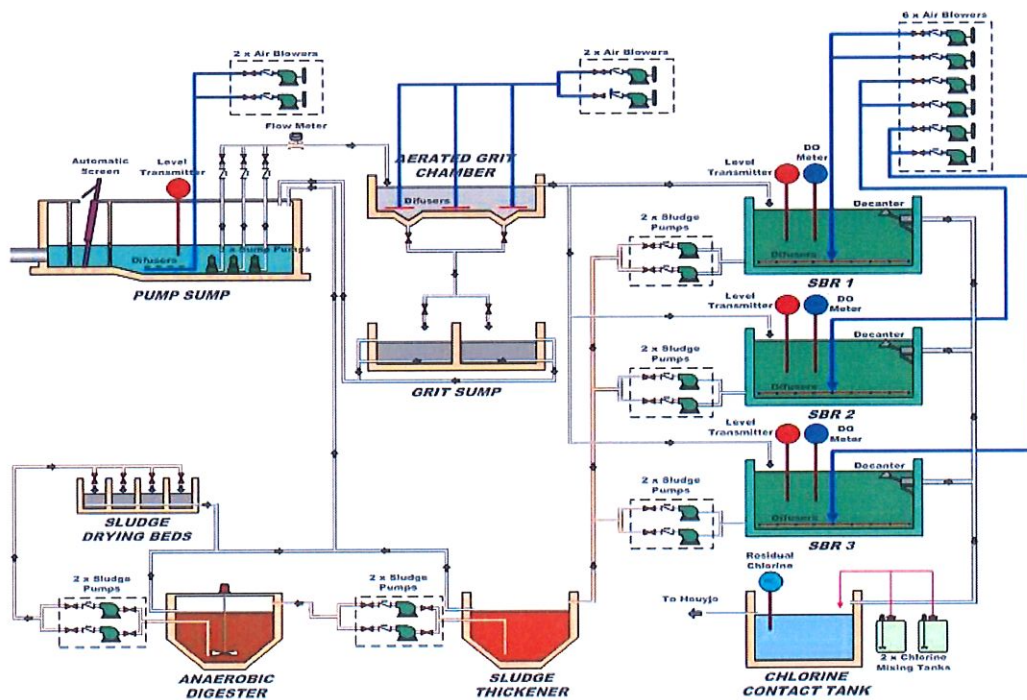 6 x Air Blowers
2 x Air Blowers
2 x Air Blowers
Flow Meter
Automatic
Screen
Level
Transmitter
AERATED GRIT
CHAMBER
Difusers
Difusers
PUMP SUMP
GRIT SUMP
Level
Transmitter
DO
Meter
Decanter
2 x Sludge
Pumps
Difusers
SBR 1
Level
Transmitter
DO
Meter
Decanter
2 x Sludge
Pumps
Difusers
SBR 2
Level
Transmitter
DO
Meter
Decanter
2 x Sludge
Pumps
Difusers
SBR 3
SLUDGE
DRYING BEDS
2 x Sludge
Pumps
ANAEROBIC
DIGESTER
2 x Sludge
Pumps
SLUDGE
THICKENER
Residual
Chlorine
To Houyjo
2 x Chlorine
Mixing Tanks
CHLORINE
CONTACT TANK